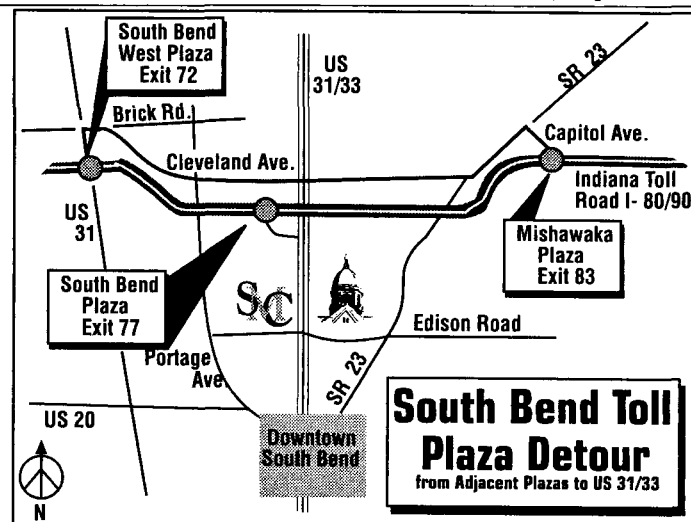 South Bend
West Plaza
Exit 72
US
31/33
SR 23
Brick Rd.
Capitol Ave.
Cleveland Ave.
Indiana Toll
Road I- 80/90
US
31
Mishawaka
Plaza
Exit 83
South Bend
Plaza
Exit 77
SMC
Edison Road
Portage
Ave.
SR 23
US 20
Downtown
South Bend
South Bend Toll
Plaza Detour
from Adjacent Plazas to US 31/33
N